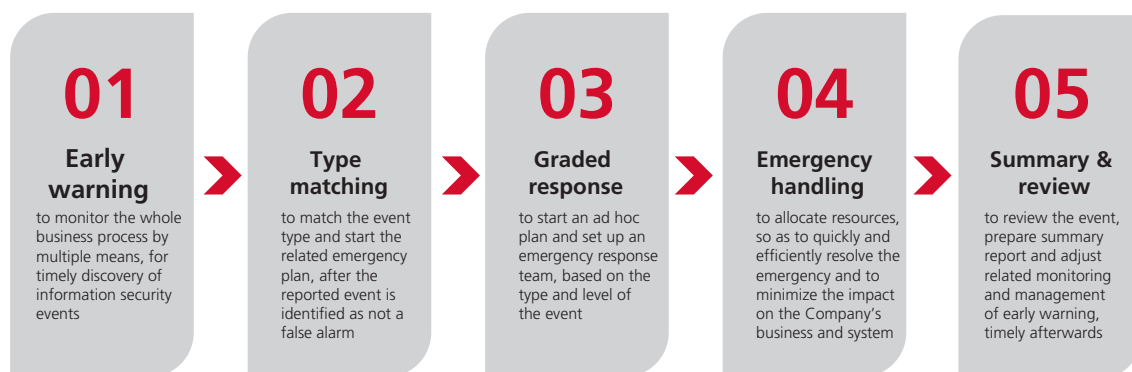 01
Early
warning
to monitor the whole
business process by
multiple means, for
timely discovery of
information security
events
02
Type
matching
to match the event
type and start the
related emergency
plan, after the
reported event is
identified as not a
false alarm
03
Graded
response
to start an ad hoc
plan and set up an
emergency response
team, based on the
type and level of
the event
04
Emergency
handling
to allocate resources,
so as to quickly and
efficiently resolve the
emergency and to
minimize the impact
on the Company's
business and system
05
Summary &
review
to review the event,
prepare summary
report and adjust
related monitoring
and management
of early warning,
timely afterwards